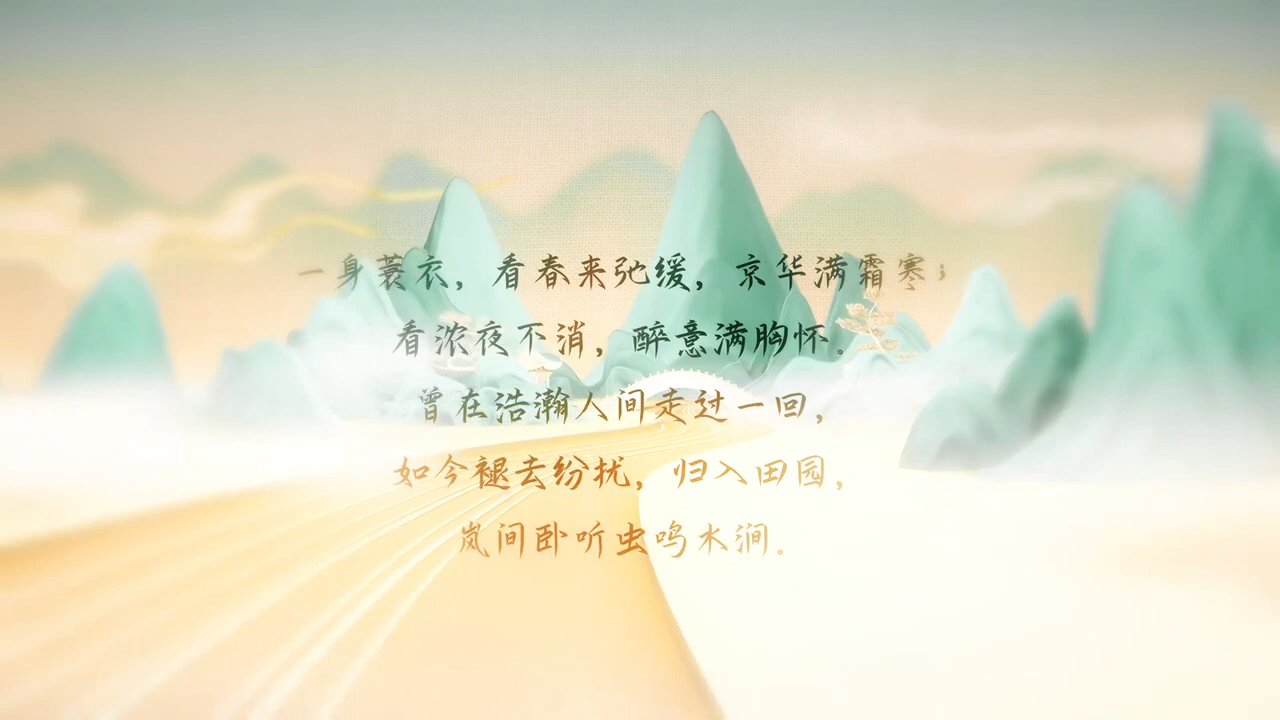 一身蓑衣，看春来弛缓，京华满霜寒；
看浓夜不消，醉意满胸怀。
曾在浩瀚人间走过一回，
如今褪去纷扰，归入田园，
岚间卧听虫鸣水涧。